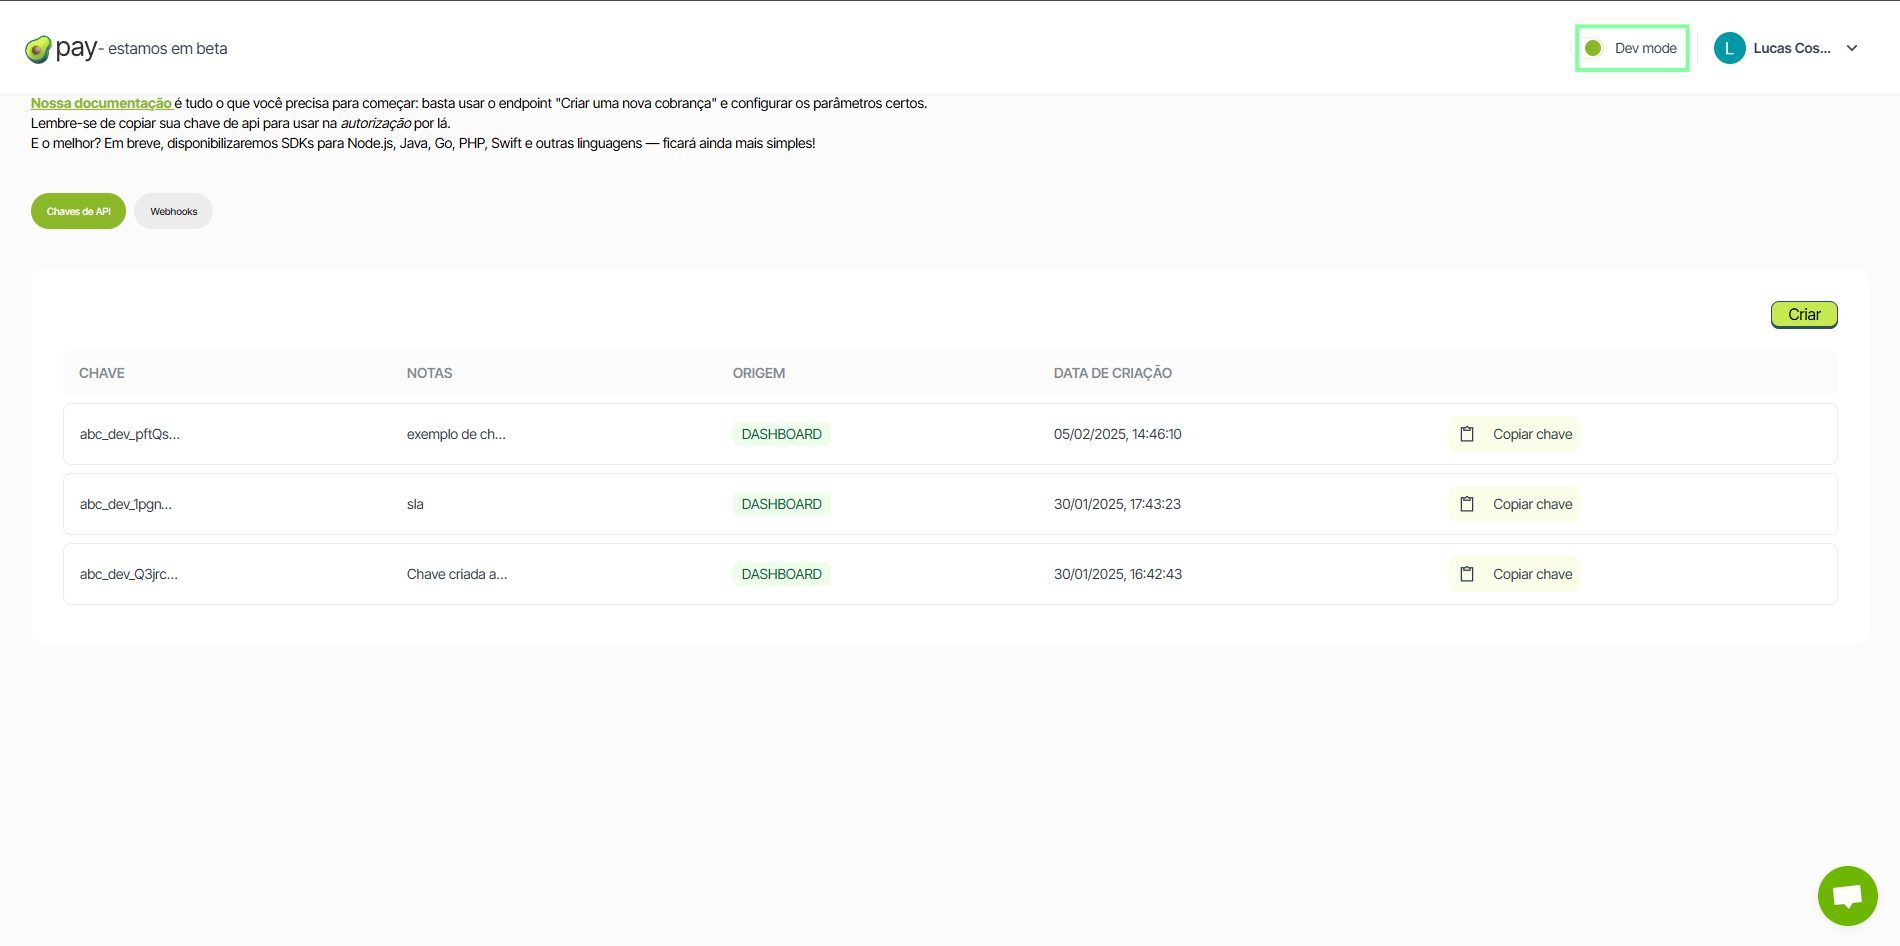 pay - estamos em beta
Dev mode
L
Lucas Cos...
Nossa documentação é tudo o que você precisa para começar: basta usar o endpoint "Criar uma nova cobrança" e configurar os parâmetros certos.
Lembre-se de copiar sua chave de api para usar na autorização por lá.
E o melhor? Em breve, disponibilizaremos SDKs para Node.js, Java, Go, PHP, Swift e outras linguagens — ficará ainda mais simples!
Chaves de API
Webhooks
Criar
CHAVE NOTAS ORIGEM DATA DE CRIAÇÃO
abc_dev_pftQs... exemplo de ch... DASHBOARD 05/02/2025, 14:46:10 Copiar chave
abc_dev_1pgn... sla DASHBOARD 30/01/2025, 17:43:23 Copiar chave
abc_dev_Q3jrc... Chave criada a... DASHBOARD 30/01/2025, 16:42:43 Copiar chave